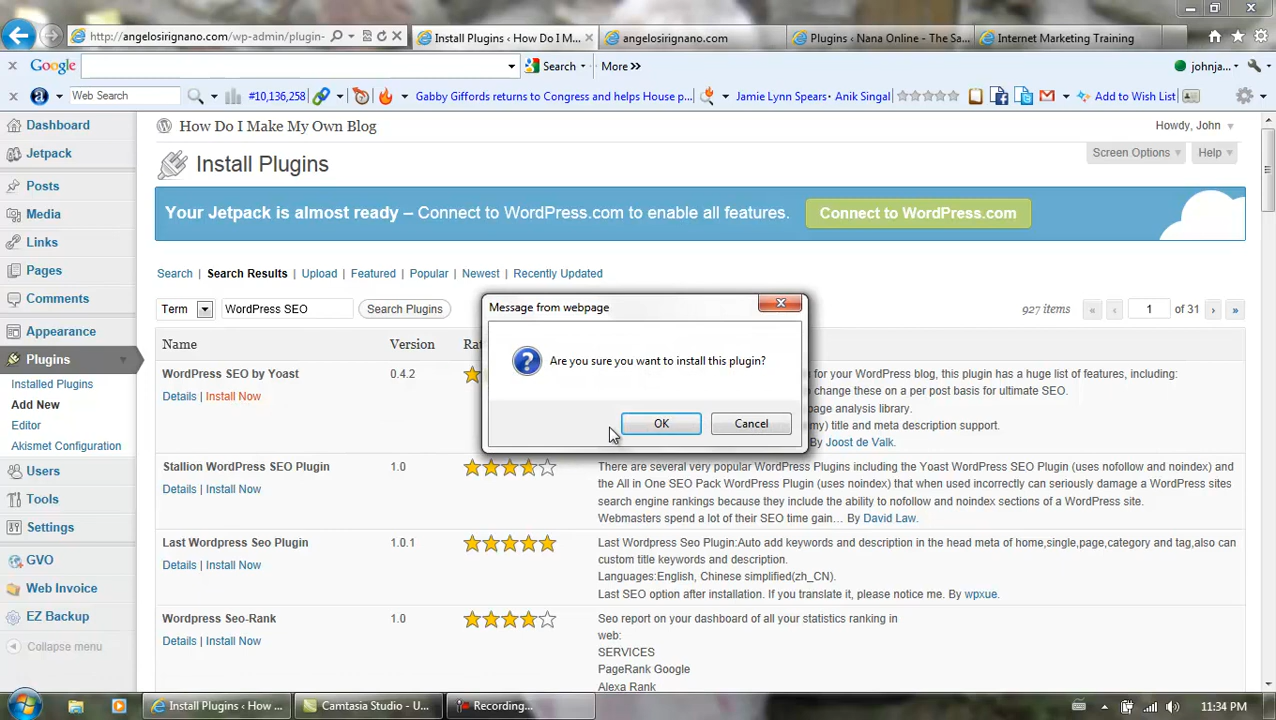 http://angelosirignano.com/wp-admin/plugin-
Install Plugins ‹ How Do I M...
angelosirignano.com
Plugins ‹ Nana Online - The Sa...
Internet Marketing Training
Google
Search
More »
johnja...
Web Search
#10,136,258
Gabby Giffords returns to Congress and helps House p...
Jamie Lynn Spears
Anik Singal
Add to Wish List
Dashboard
Jetpack
Posts
Media
Links
Pages
Comments
Appearance
Plugins
Installed Plugins
Add New
Editor
Akismet Configuration
Users
Tools
Settings
GVO
Web Invoice
EZ Backup
Collapse menu
How Do I Make My Own Blog
Howdy, John
Install Plugins
Screen Options
Help
Your Jetpack is almost ready – Connect to WordPress.com to enable all features.
Connect to WordPress.com
Search | Search Results | Upload | Featured | Popular | Newest | Recently Updated
Term
WordPress SEO
Search Plugins
927 items « ‹ 1 of 31 › »
Name Version
WordPress SEO by Yoast 0.4.2
for your WordPress blog, this plugin has a huge list of features, including:
Details | Install Now
change these on a per post basis for ultimate SEO.
page analysis library.
my) title and meta description support.
By Joost de Valk.
Message from webpage
Are you sure you want to install this plugin?
OK
Cancel
Stallion WordPress SEO Plugin 1.0
Details | Install Now
There are several very popular WordPress Plugins including the Yoast WordPress SEO Plugin (uses nofollow and noindex) and
the All in One SEO Pack WordPress Plugin (uses noindex) that when used incorrectly can seriously damage a WordPress sites
search engine rankings because they include the ability to nofollow and noindex sections of a WordPress site.
Webmasters spend a lot of their SEO time gain… By David Law.
Last Wordpress Seo Plugin 1.0.1
Details | Install Now
Last Wordpress Seo Plugin:Auto add keywords and description in the head meta of home,single,page,category and tag,also can
custom title keywords and description.
Languages:English, Chinese simplified(zh_CN).
Last SEO option after installation. If you translate it, please notice me. By wpxue.
Wordpress Seo-Rank 1.0
Details | Install Now
Seo report on your dashboard of all your statistics ranking in
web:
SERVICES
PageRank Google
Alexa Rank
Install Plugins ‹ How ...
Camtasia Studio - U...
Recording...
11:34 PM